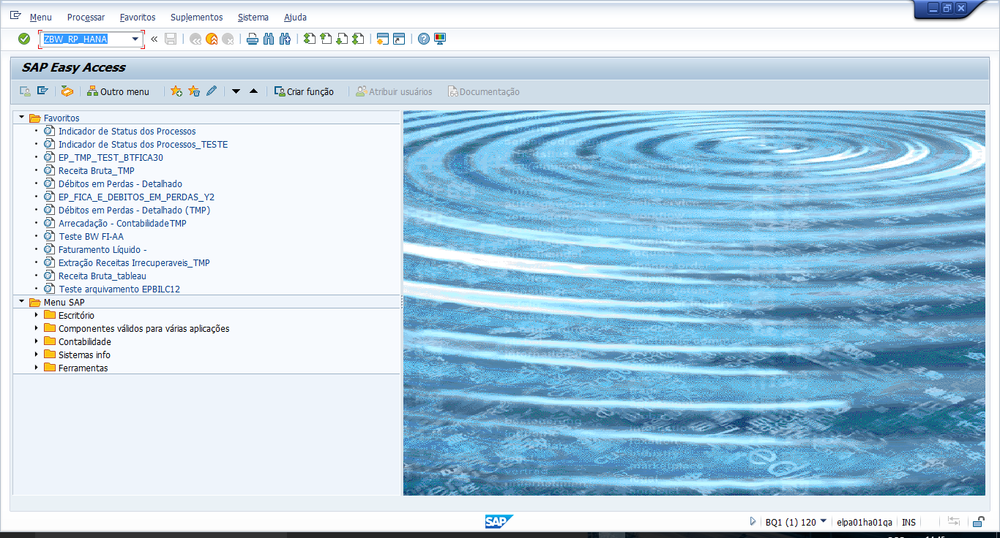 Menu Processar Favoritos Suplementos Sistema Ajuda
ZBW_RP_HANA
SAP Easy Access
Outro menu Criar função Atribuir usuários Documentação
Favoritos
Indicador de Status dos Processos
Indicador de Status dos Processos_TESTE
EP_TMP_TEST_BTFICA30
Receita Bruta_TMP
Débitos em Perdas - Detalhado
EP_FICA_E_DEBITOS_EM_PERDAS_Y2
Débitos em Perdas - Detalhado (TMP)
Arrecadação - ContabilidadeTMP
Teste BW FI-AA
Faturamento Líquido -
Extração Receitas Irrecuperaveis_TMP
Receita Bruta_tableau
Teste arquivamento EPBILC12
Menu SAP
Escritório
Componentes válidos para várias aplicações
Contabilidade
Sistemas info
Ferramentas
SAP BQ1 (1) 120 elpa01ha01qa INS